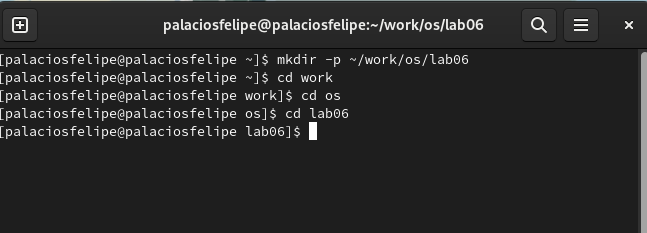 palaciosfelipe@palaciosfelipe:~/work/os/lab06
[palaciosfelipe@palaciosfelipe ~]$ mkdir -p ~/work/os/lab06
[palaciosfelipe@palaciosfelipe ~]$ cd work
[palaciosfelipe@palaciosfelipe work]$ cd os
[palaciosfelipe@palaciosfelipe os]$ cd lab06
[palaciosfelipe@palaciosfelipe lab06]$